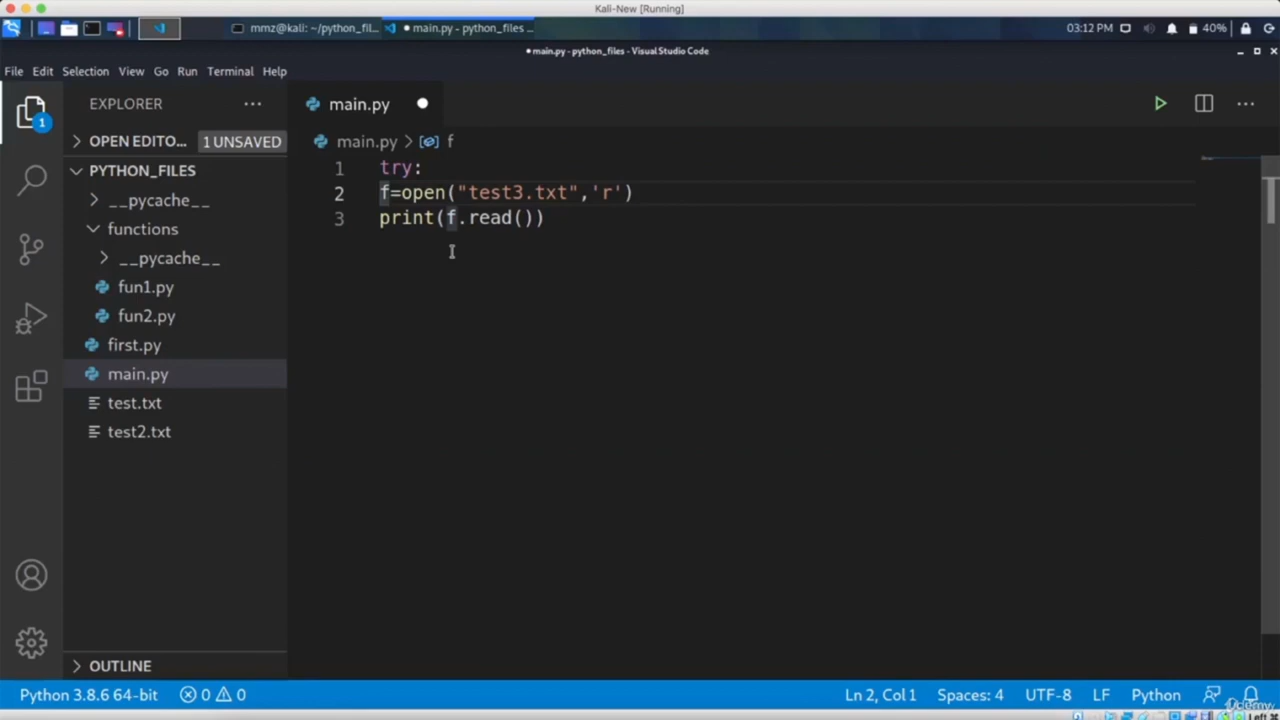 Kali-New [Running]
mmz@kali: ~/python_fil...
main.py - python_files ...
03:12 PM
40%
main.py - python_files - Visual Studio Code
File Edit Selection View Go Run Terminal Help
EXPLORER
main.py
OPEN EDITO... 1 UNSAVED
main.py > f
PYTHON_FILES
__pycache__
functions
__pycache__
fun1.py
fun2.py
first.py
main.py
test.txt
test2.txt
1 try:
2 f=open("test3.txt",'r')
3 print(f.read())
1
OUTLINE
Python 3.8.6 64-bit 0 0 Ln 2, Col 1 Spaces: 4 UTF-8 LF Python
Udemy
Left ⌘